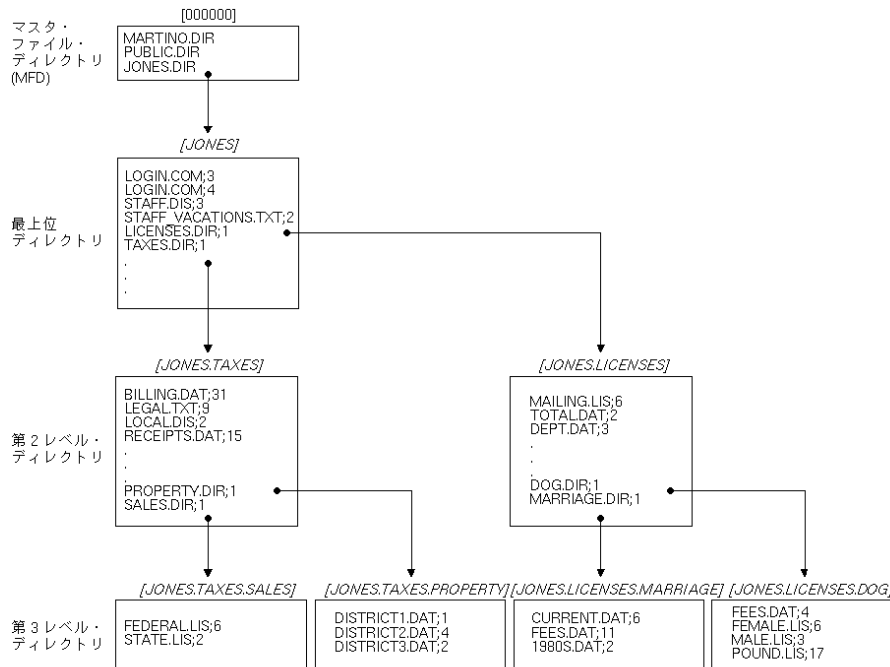 [000000]
マスタ・
ファイル・
ディレクトリ
(MFD)
MARTINO.DIR
PUBLIC.DIR
JONES.DIR
[JONES]
最上位
ディレクトリ
LOGIN.COM;3
LOGIN.COM;4
STAFF.DIS;3
STAFF_VACATIONS.TXT;2
LICENSES.DIR;1
TAXES.DIR;1
.
.
.
[JONES.TAXES]
[JONES.LICENSES]
第2レベル・
ディレクトリ
BILLING.DAT;31
LEGAL.TXT;9
LOCAL.DIS;2
RECEIPTS.DAT;15
.
.
.
PROPERTY.DIR;1
SALES.DIR;1
MAILING.LIS;6
TOTAL.DAT;2
DEPT.DAT;3
.
.
.
DOG.DIR;1
MARRIAGE.DIR;1
[JONES.TAXES.SALES]
[JONES.TAXES.PROPERTY]
[JONES.LICENSES.MARRIAGE]
[JONES.LICENSES.DOG]
第3レベル・
ディレクトリ
FEDERAL.LIS;6
STATE.LIS;2
DISTRICT1.DAT;1
DISTRICT2.DAT;4
DISTRICT3.DAT;2
CURRENT.DAT;6
FEES.DAT;11
1980S.DAT;2
FEES.DAT;4
FEMALE.LIS;6
MALE.LIS;3
POUND.LIS;17